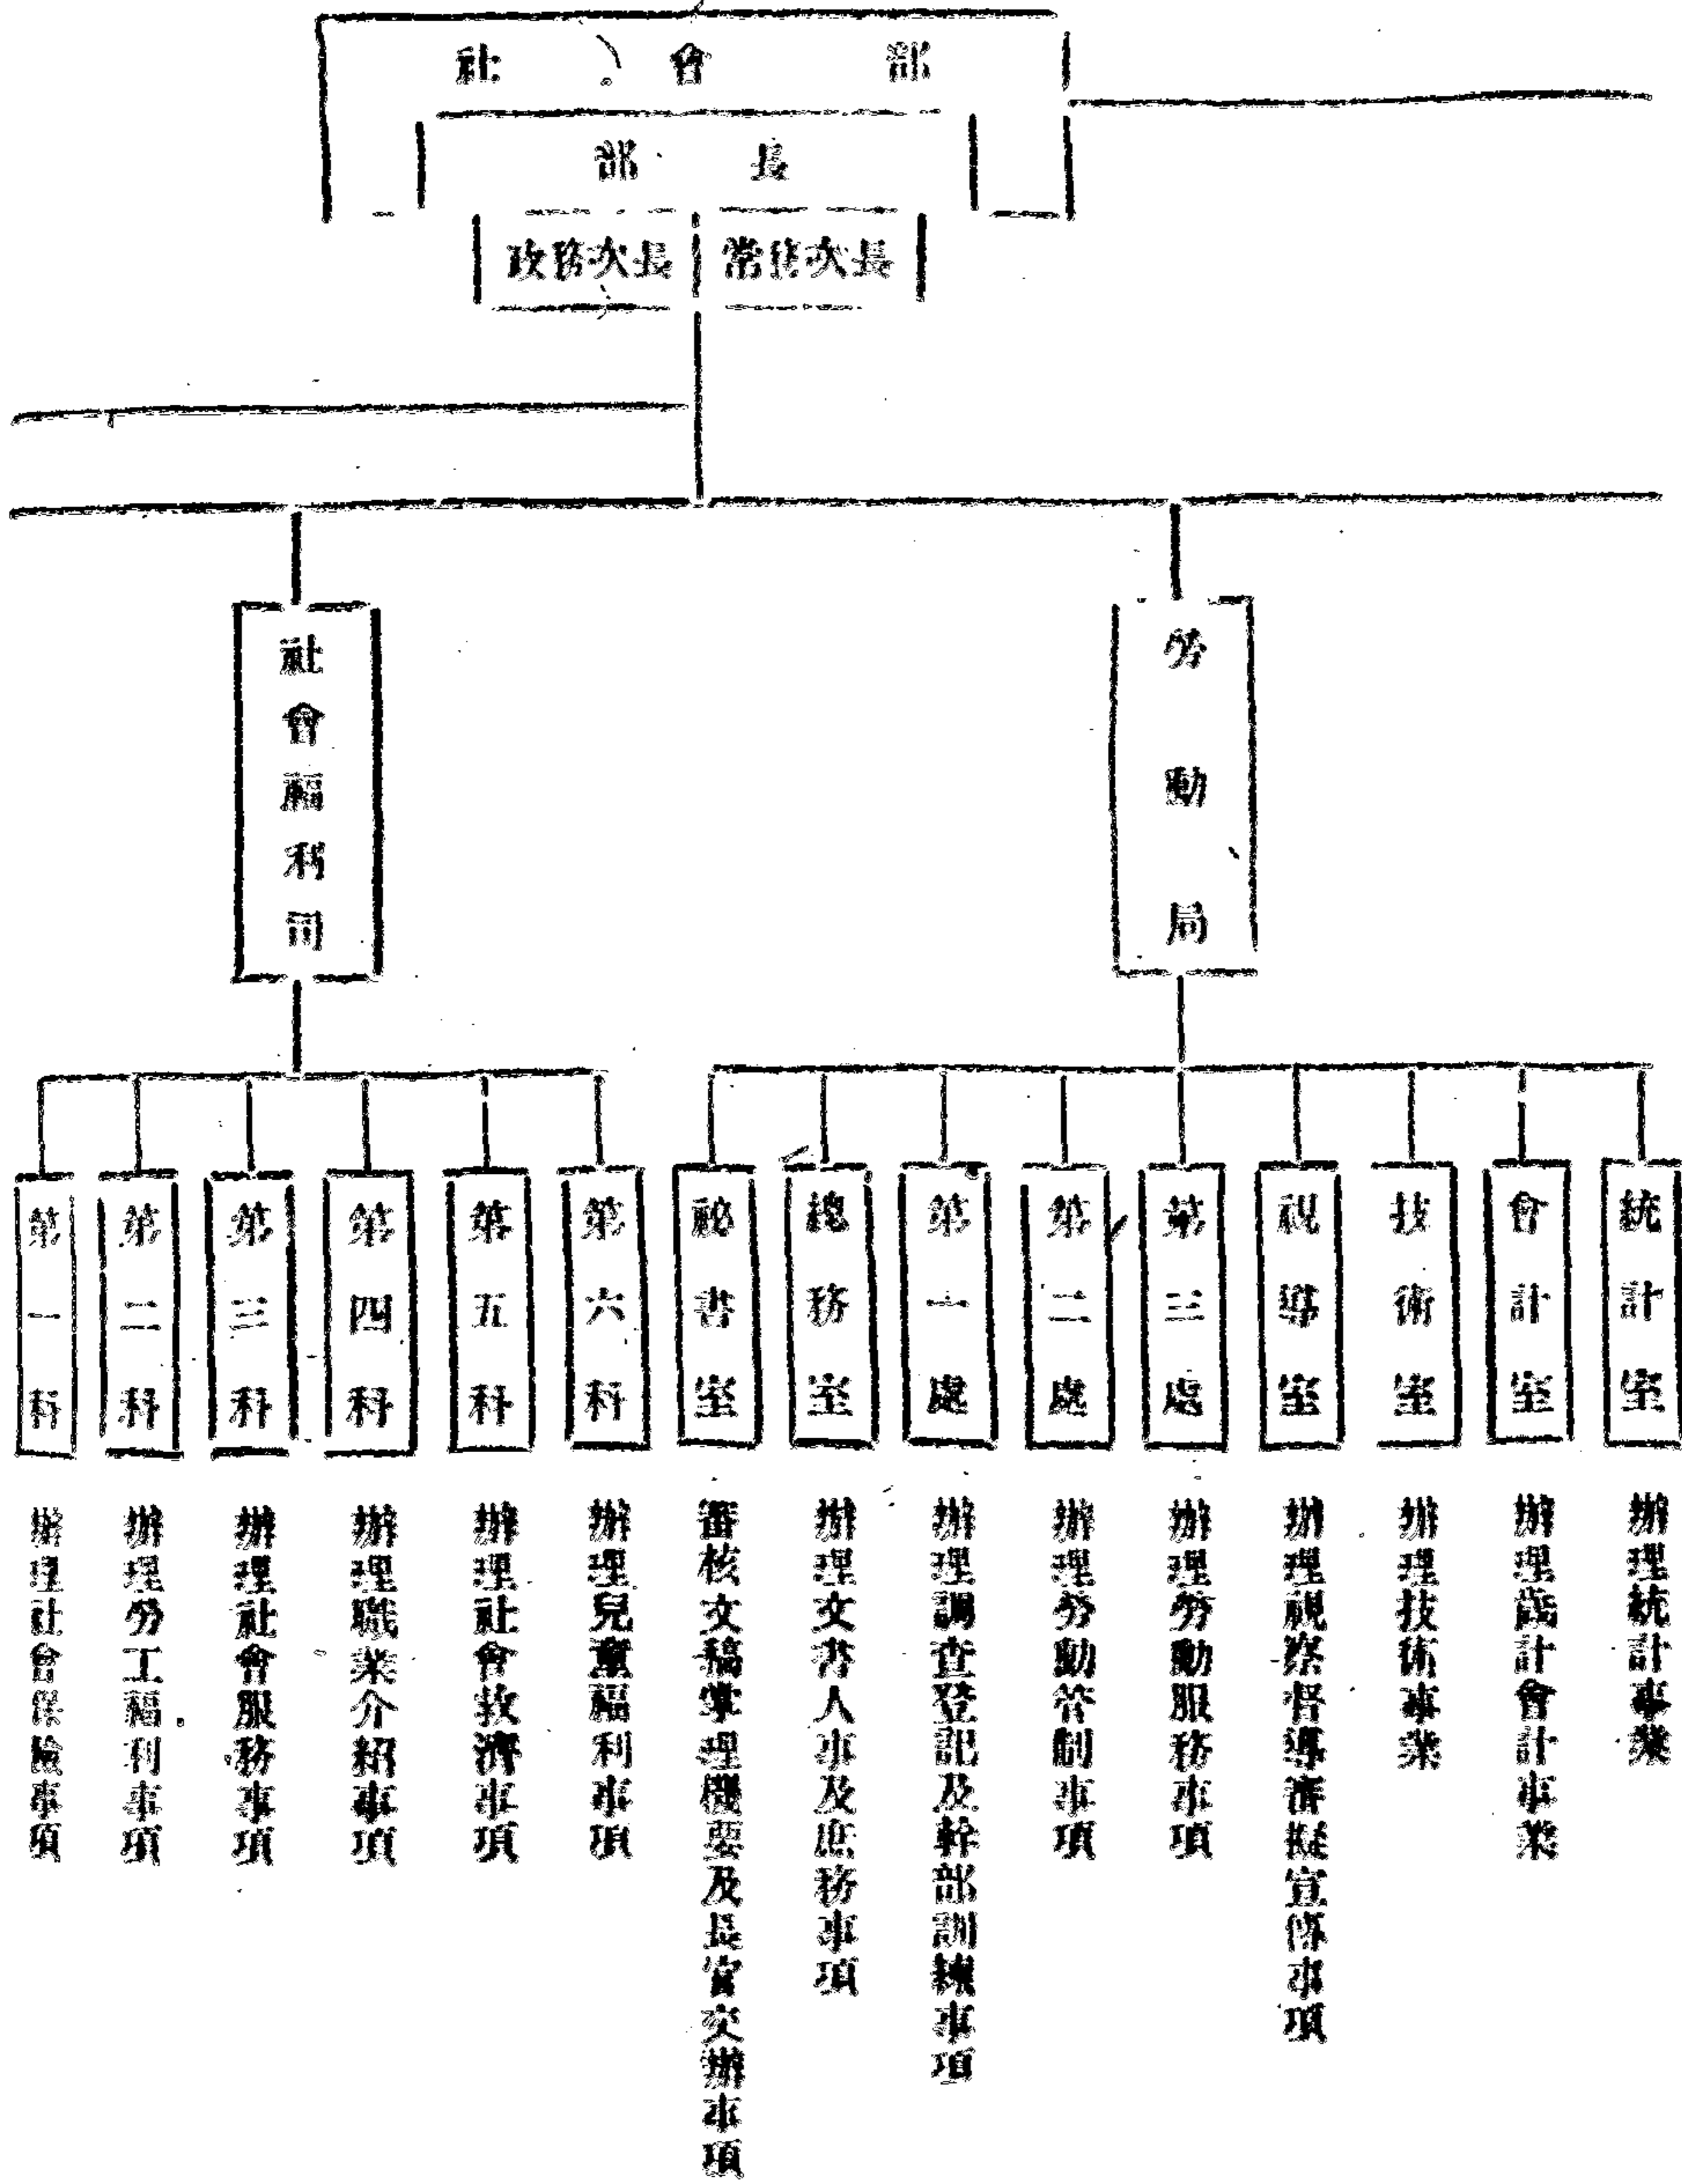 社會部
部長
政務次長
常務次長
社會福利司
勞動局
第一科
第二科
第三科
第四科
第五科
第六科
祕書室
總務室
第一處
第二處
第三處
視導室
技術室
會計室
統計室
辦理社會保險事項
辦理勞工福利事項
辦理社會服務事項
辦理職業介紹事項
辦理社會救濟事項
辦理兒童福利事項
審核文稿掌理機要及長官交辦事項
辦理文書人事及庶務事項
辦理調查登記及幹部訓練事項
辦理勞動管制事項
辦理勞動服務事項
辦理視察督導審擬宣傳事項
辦理技術事業
辦理歲計會計事業
辦理統計事業